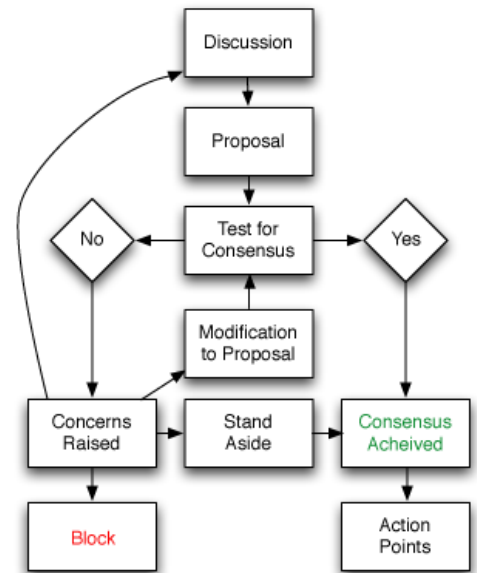 Discussion
Proposal
No
Test for
Consensus
Yes
Modification
to Proposal
Concerns
Raised
Stand
Aside
Consensus
Acheived
Block
Action
Points